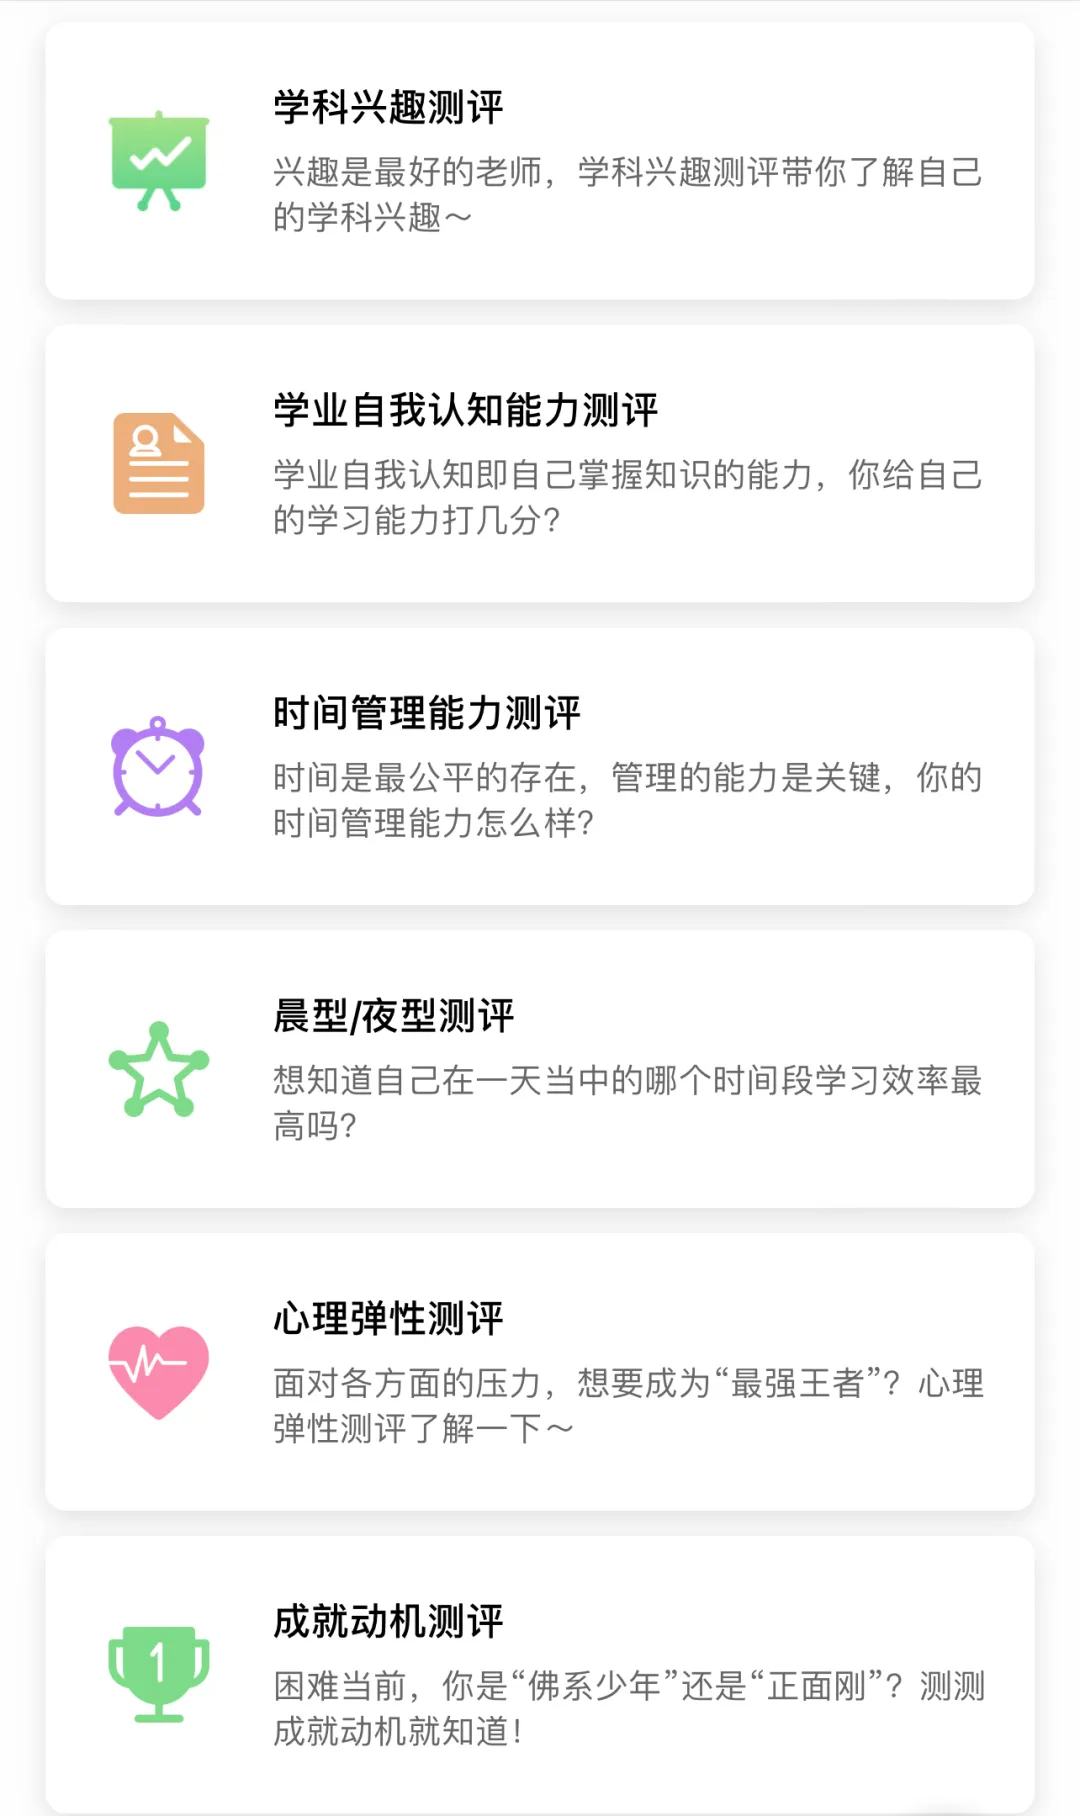 学科兴趣测评
兴趣是最好的老师，学科兴趣测评带你了解自己
的学科兴趣～
学业自我认知能力测评
学业自我认知即自己掌握知识的能力，你给自己
的学习能力打几分？
时间管理能力测评
时间是最公平的存在，管理的能力是关键，你的
时间管理能力怎么样？
晨型/夜型测评
想知道自己在一天当中的哪个时间段学习效率最
高吗？
心理弹性测评
面对各方面的压力，想要成为“最强王者”？心理
弹性测评了解一下～
1
成就动机测评
困难当前，你是“佛系少年”还是“正面刚”？测测
成就动机就知道！